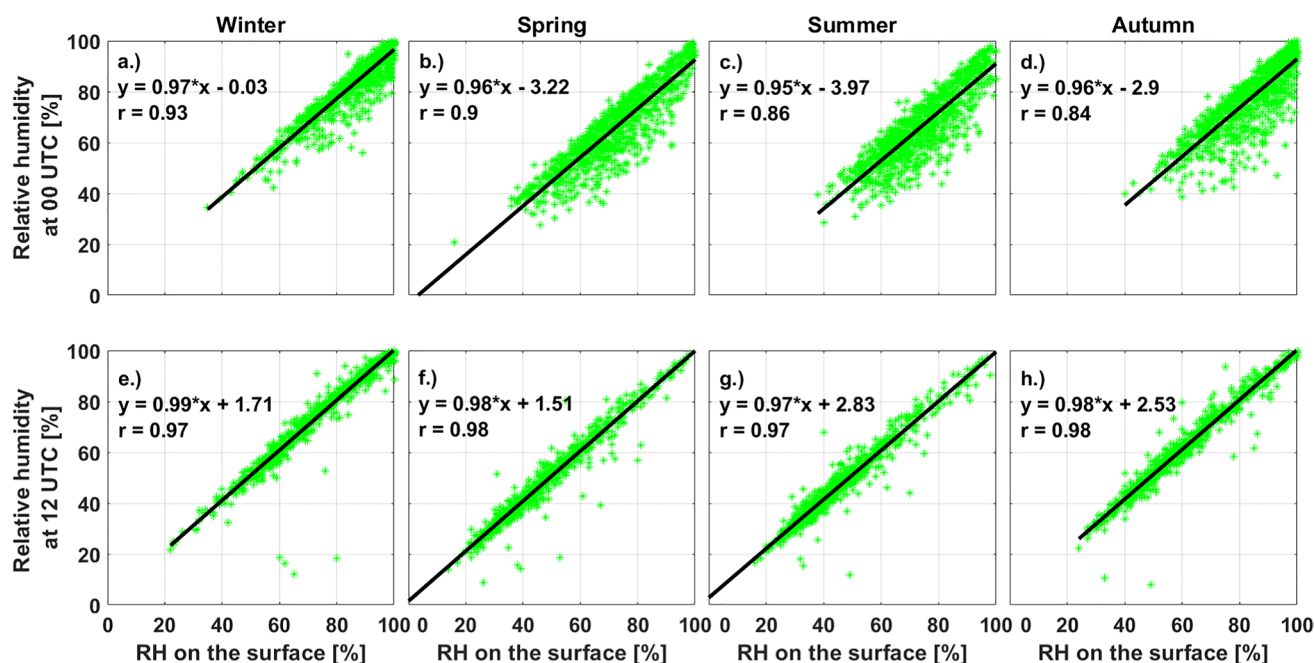 Winter Spring Summer Autumn
Relative humidity
at 00 UTC [%]
100
80
60
40
20
0
a.)
y = 0.97*x - 0.03
r = 0.93
b.)
y = 0.96*x - 3.22
r = 0.9
c.)
y = 0.95*x - 3.97
r = 0.86
d.)
y = 0.96*x - 2.9
r = 0.84
Relative humidity
at 12 UTC [%]
100
80
60
40
20
0
e.)
y = 0.99*x + 1.71
r = 0.97
f.)
y = 0.98*x + 1.51
r = 0.98
g.)
y = 0.97*x + 2.83
r = 0.97
h.)
y = 0.98*x + 2.53
r = 0.98
0 20 40 60 80 100 0 20 40 60 80 100 0 20 40 60 80 100 0 20 40 60 80 100
RH on the surface [%] RH on the surface [%] RH on the surface [%] RH on the surface [%]